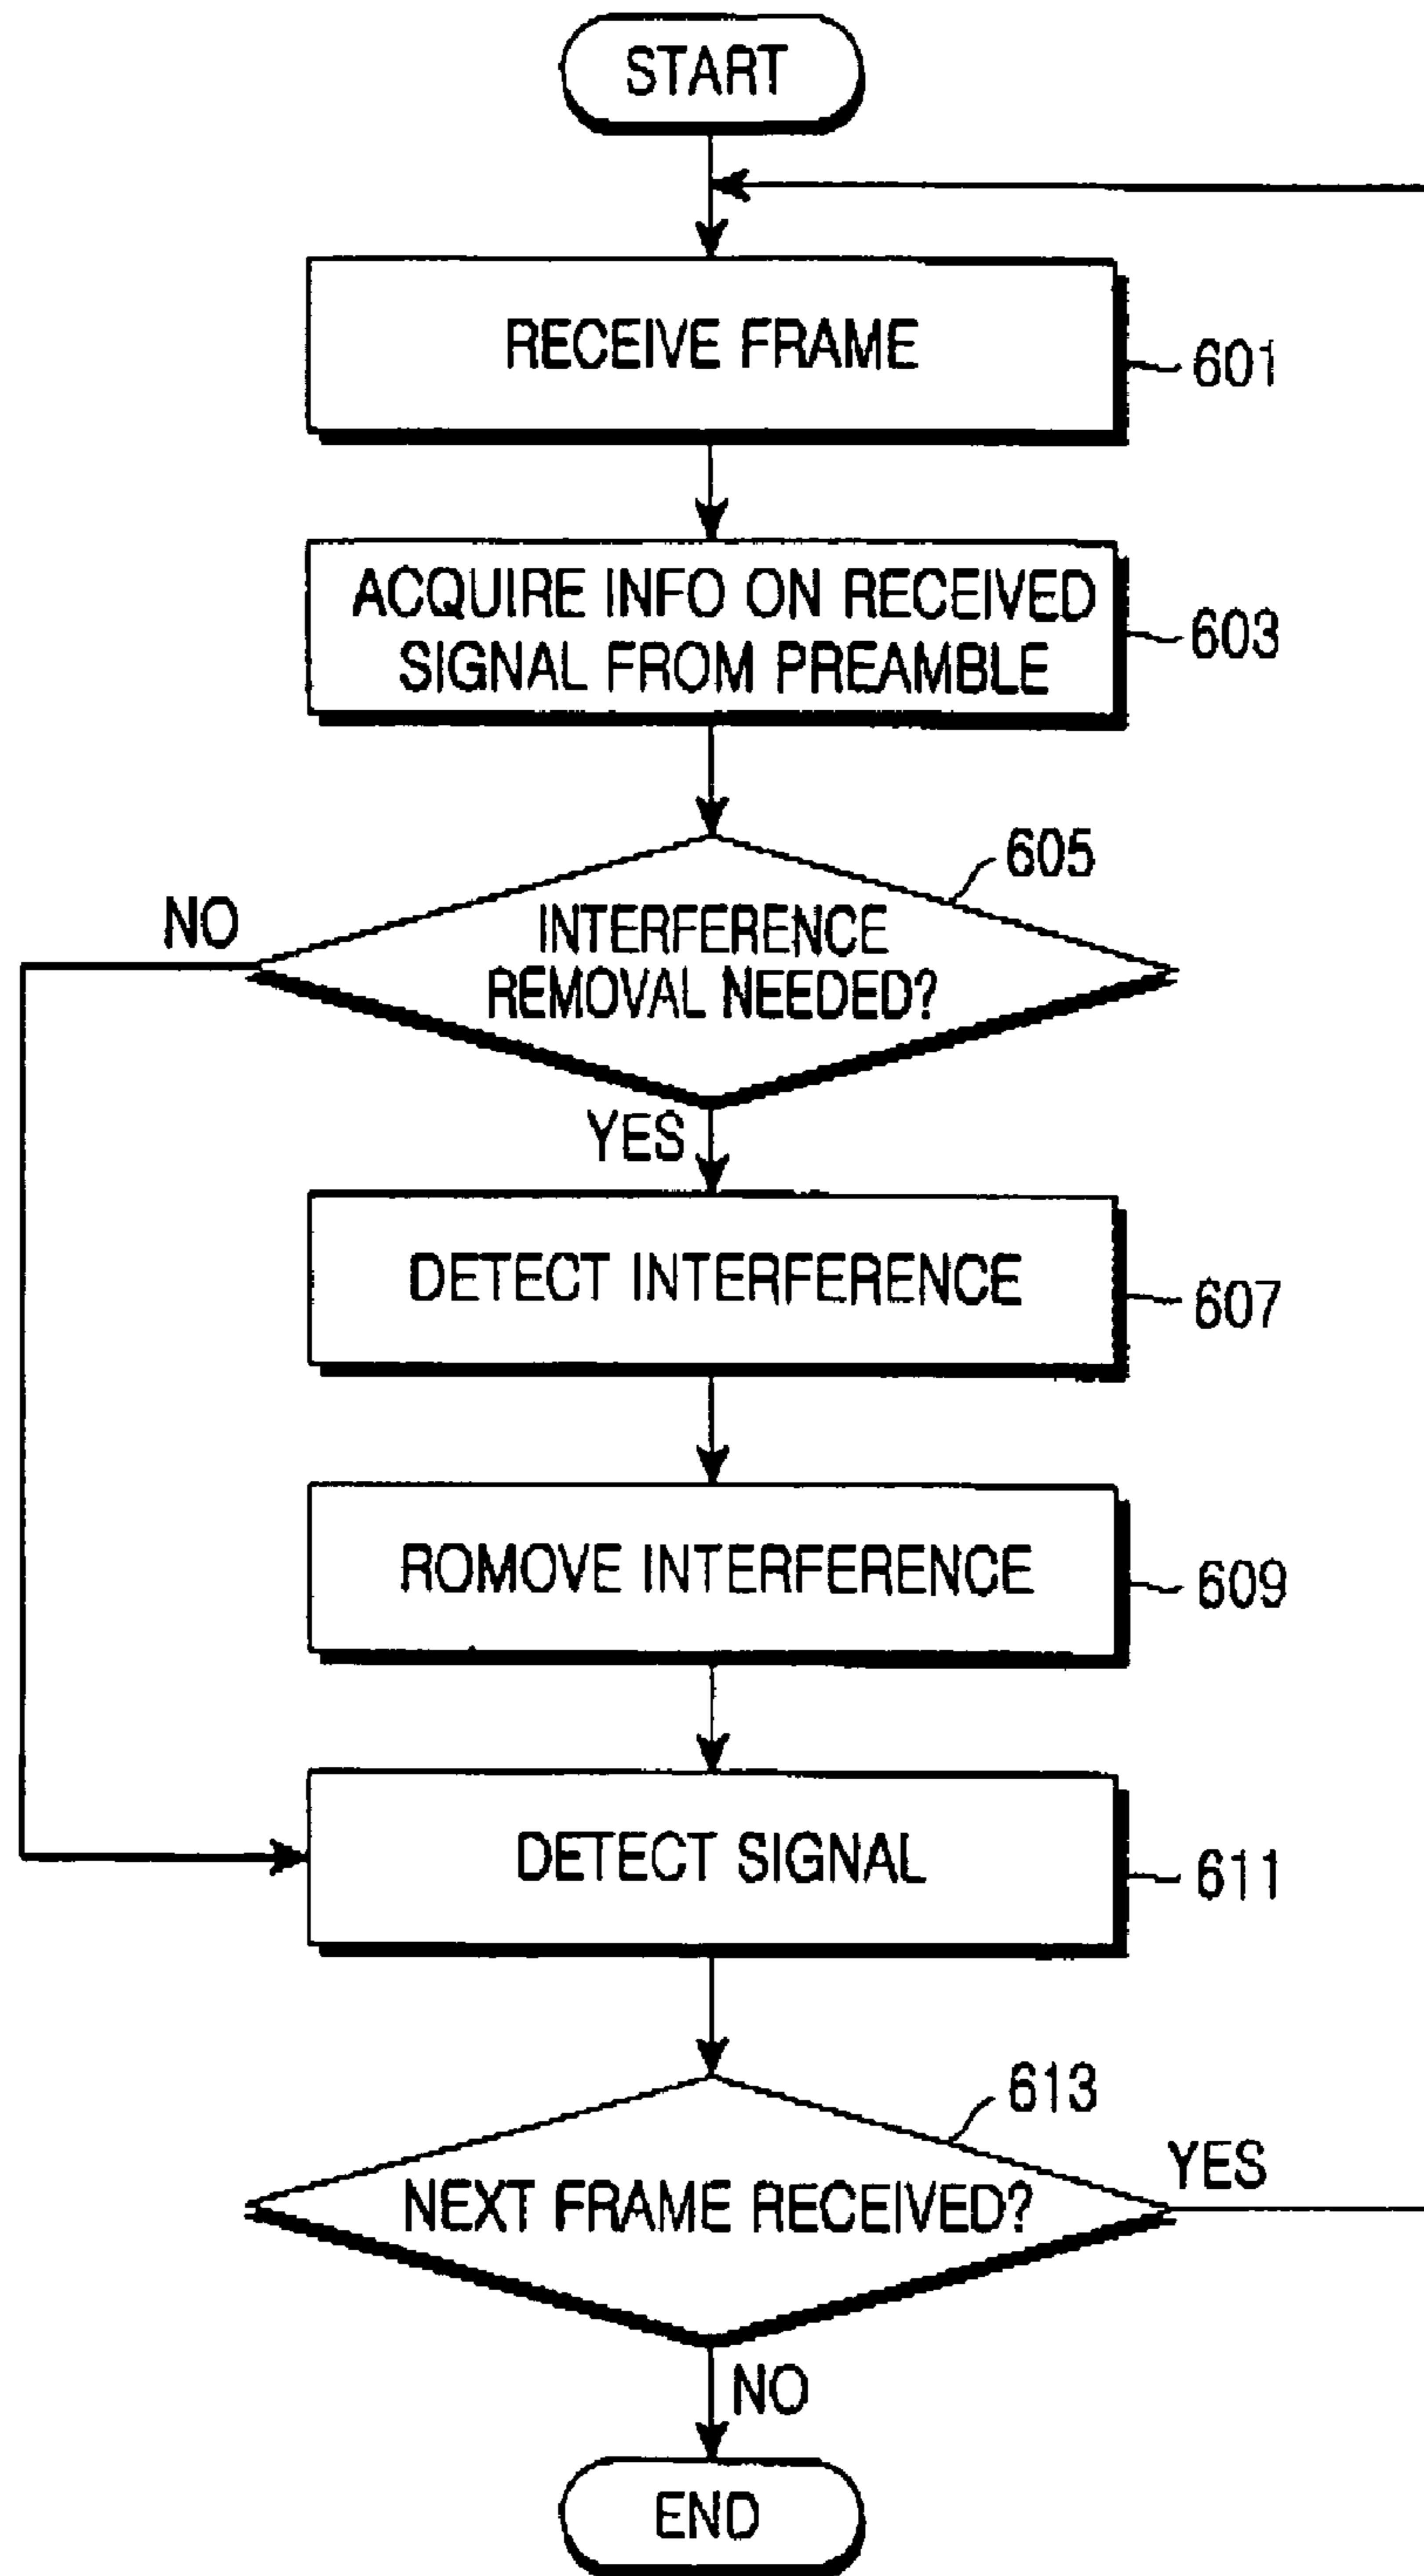 START
RECEIVE FRAME
601
ACQUIRE INFO ON RECEIVED
SIGNAL FROM PREAMBLE
603
605
NO
INTERFERENCE
REMOVAL NEEDED?
YES
DETECT INTERFERENCE
607
ROMOVE INTERFERENCE
609
DETECT SIGNAL
611
613
YES
NEXT FRAME RECEIVED?
NO
END